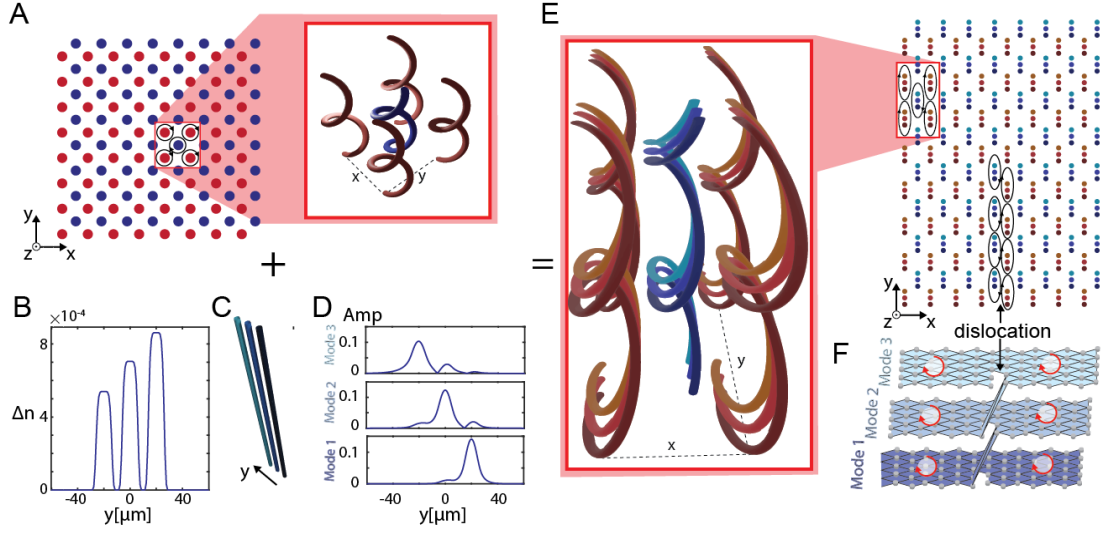 A
x
y
y
z
x
+
B
×10⁻⁴
8
Δn
4
0
-40
0
40
y[μm]
C
y
D
Amp
Mode 3
0.1
0
Mode 2
0.1
0
Mode 1
0.1
0
-40
0
40
y[μm]
=
E
y
x
y
z
x
dislocation
F
Mode 3
Mode 2
Mode 1